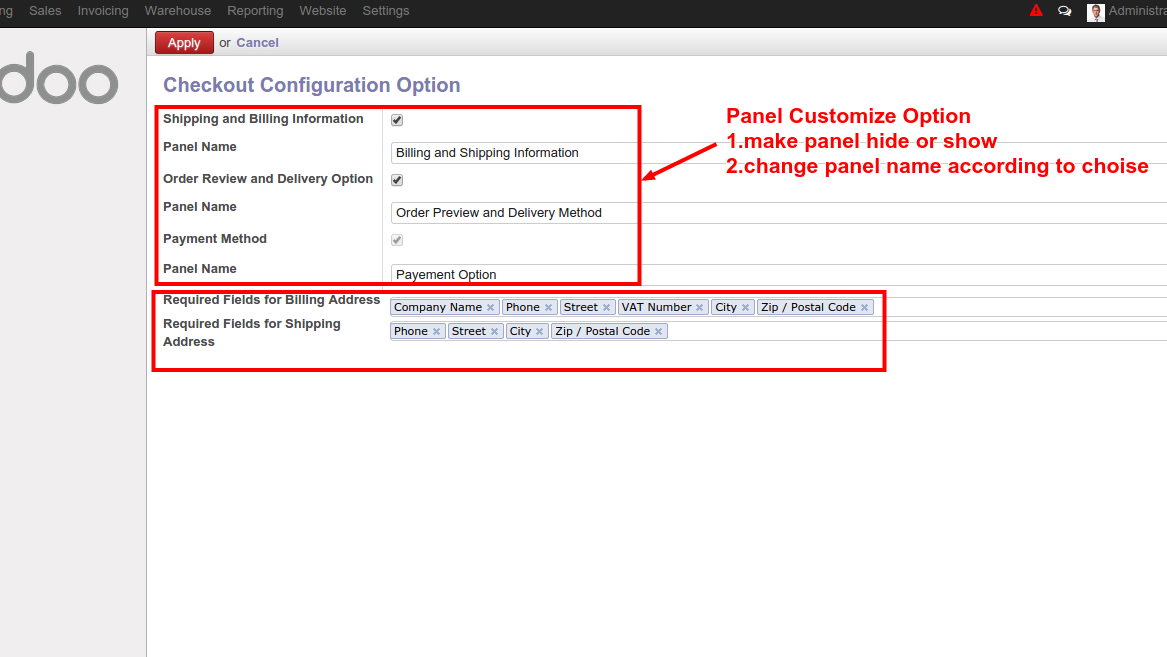 ng Sales Invoicing Warehouse Reporting Website Settings Administra
doo
Apply or Cancel
Checkout Configuration Option
Shipping and Billing Information
Panel Name Billing and Shipping Information
Order Review and Delivery Option
Panel Name Order Preview and Delivery Method
Payment Method
Panel Name Payement Option
Panel Customize Option
1.make panel hide or show
2.change panel name according to choise
Required Fields for Billing Address Company Name × Phone × Street × VAT Number × City × Zip / Postal Code ×
Required Fields for Shipping Phone × Street × City × Zip / Postal Code ×
Address